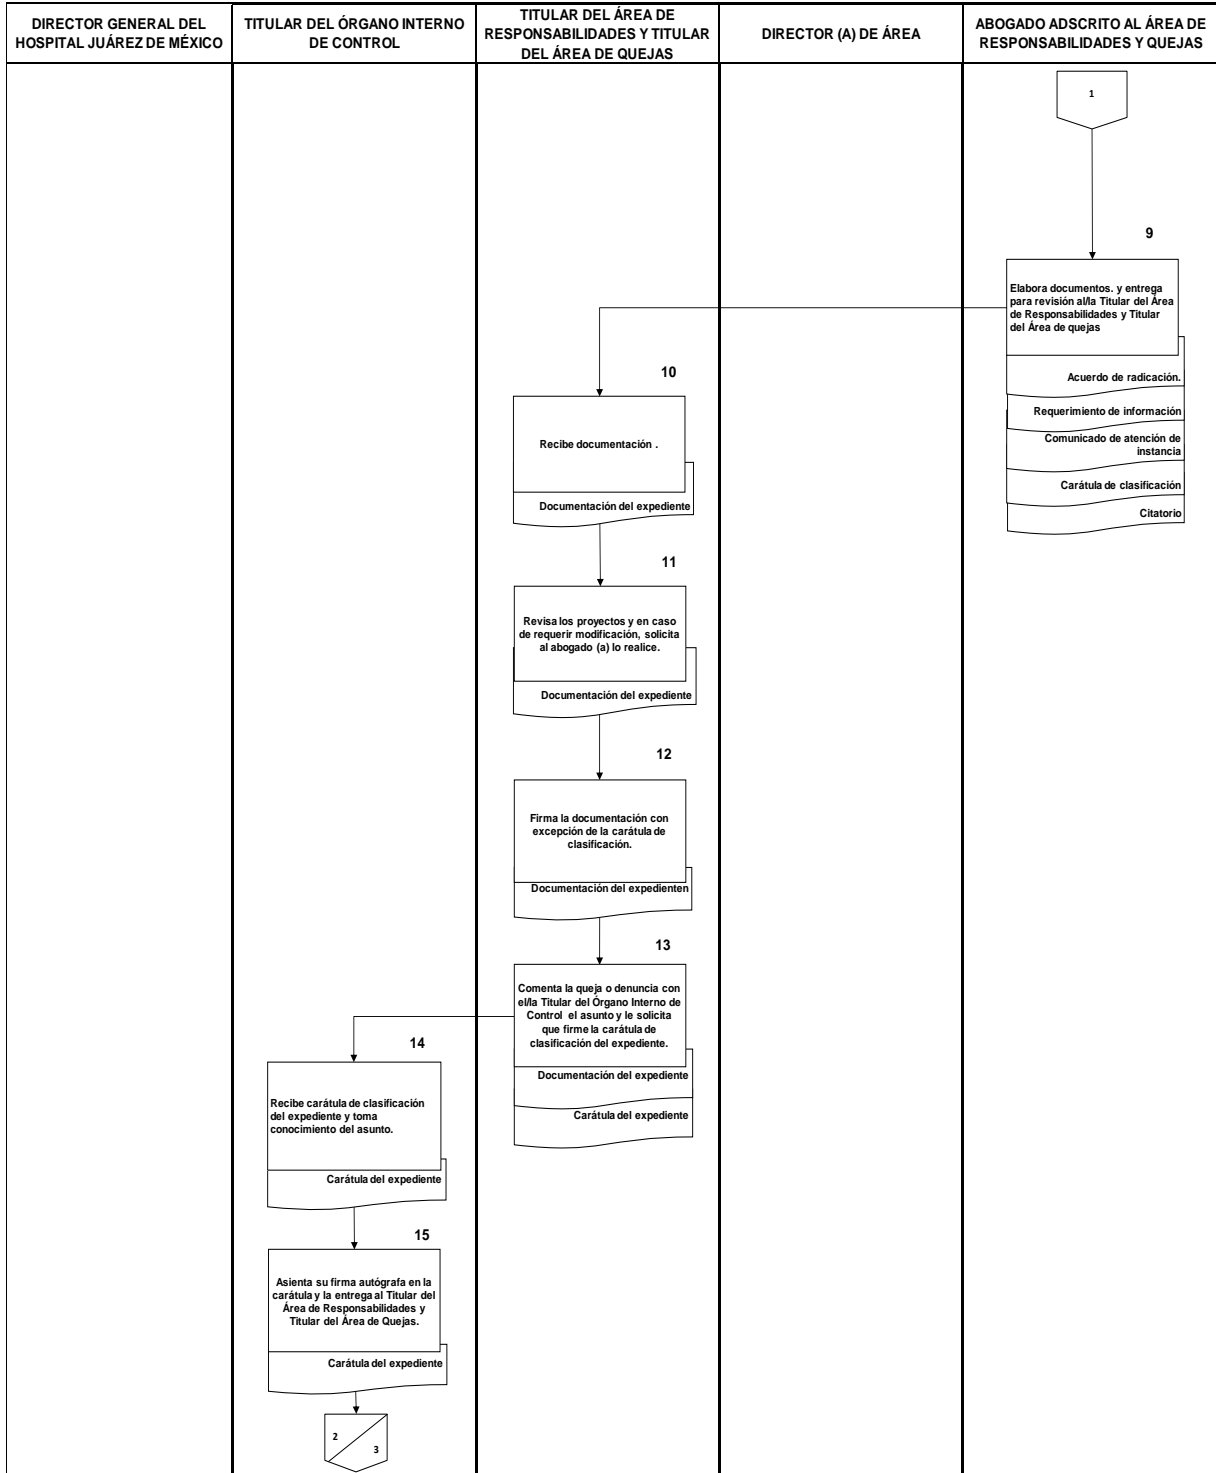 DIRECTOR GENERAL DEL
HOSPITAL JUÁREZ DE MÉXICO
TITULAR DEL ÓRGANO INTERNO
DE CONTROL
TITULAR DEL ÁREA DE
RESPONSABILIDADES Y TITULAR
DEL ÁREA DE QUEJAS
DIRECTOR (A) DE ÁREA
ABOGADO ADSCRITO AL ÁREA DE
RESPONSABILIDADES Y QUEJAS
1
9
Elabora documentos. y entrega
para revisión al/la Titular del Área
de Responsabilidades y Titular
del Área de quejas
Acuerdo de radicación.
Requerimiento de información
Comunicado de atención de
instancia
Carátula de clasificación
Citatorio
10
Recibe documentación .
Documentación del expediente
11
Revisa los proyectos y en caso
de requerir modificación, solicita
al abogado (a) lo realice.
Documentación del expediente
12
Firma la documentación con
excepción de la carátula de
clasificación.
Documentación del expedienten
13
Comenta la queja o denuncia con
el/la Titular del Órgano Interno de
Control el asunto y le solicita
que firme la carátula de
clasificación del expediente.
Documentación del expediente
Carátula del expediente
14
Recibe carátula de clasificación
del expediente y toma
conocimiento del asunto.
Carátula del expediente
15
Asienta su firma autógrafa en la
carátula y la entrega al Titular del
Área de Responsabilidades y
Titular del Área de Quejas.
Carátula del expediente
2
3